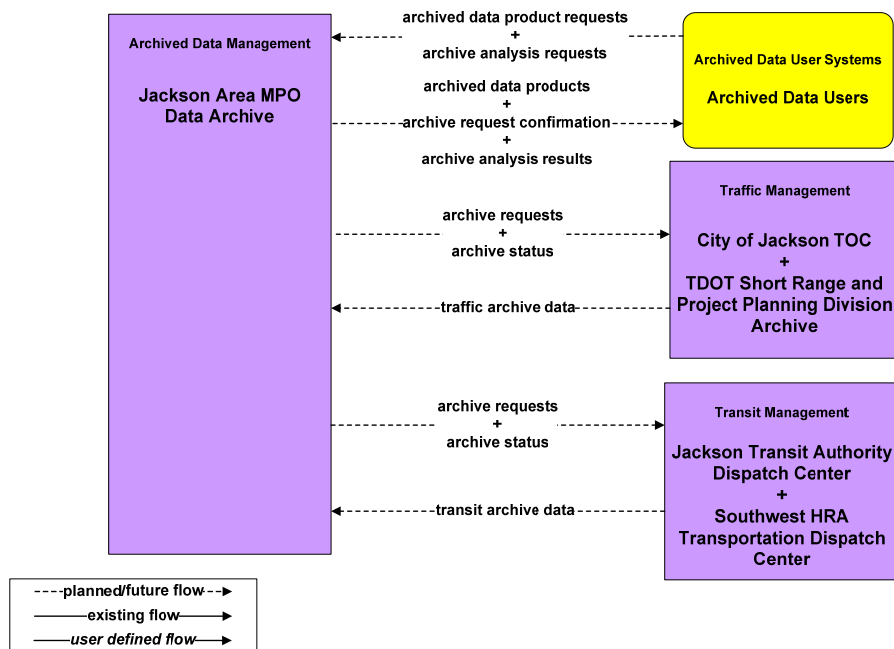 Archived Data Management
Jackson Area MPO
Data Archive
archived data product requests
+
archive analysis requests
archived data products
+
archive request confirmation
+
archive analysis results
Archived Data User Systems
Archived Data Users
archive requests
+
archive status
traffic archive data
Traffic Management
City of Jackson TOC
+
TDOT Short Range and
Project Planning Division
Archive
archive requests
+
archive status
transit archive data
Transit Management
Jackson Transit Authority
Dispatch Center
+
Southwest HRA
Transportation Dispatch
Center
planned/future flow
existing flow
user defined flow